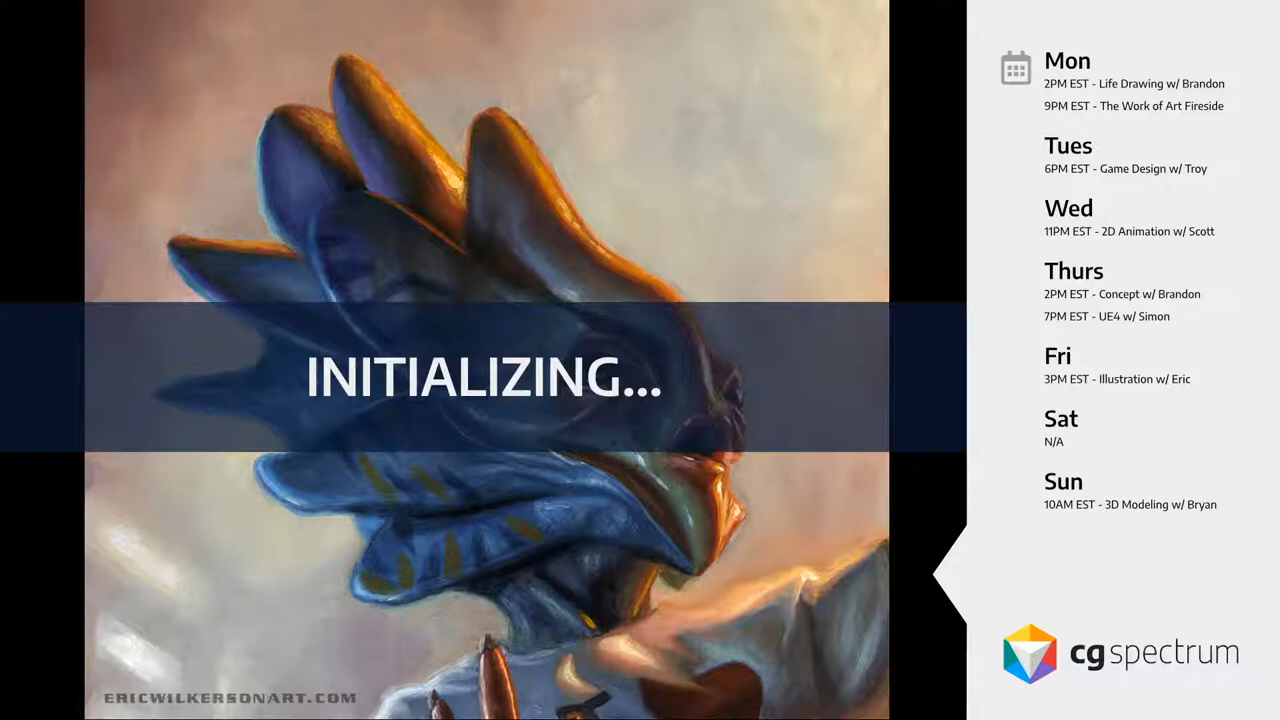 INITIALIZING...
ERICWILKERSONART.COM
Mon
2PM EST - Life Drawing w/ Brandon
9PM EST - The Work of Art Fireside
Tues
6PM EST - Game Design w/ Troy
Wed
11PM EST - 2D Animation w/ Scott
Thurs
2PM EST - Concept w/ Brandon
7PM EST - UE4 w/ Simon
Fri
3PM EST - Illustration w/ Eric
Sat
N/A
Sun
10AM EST - 3D Modeling w/ Bryan
cgspectrum